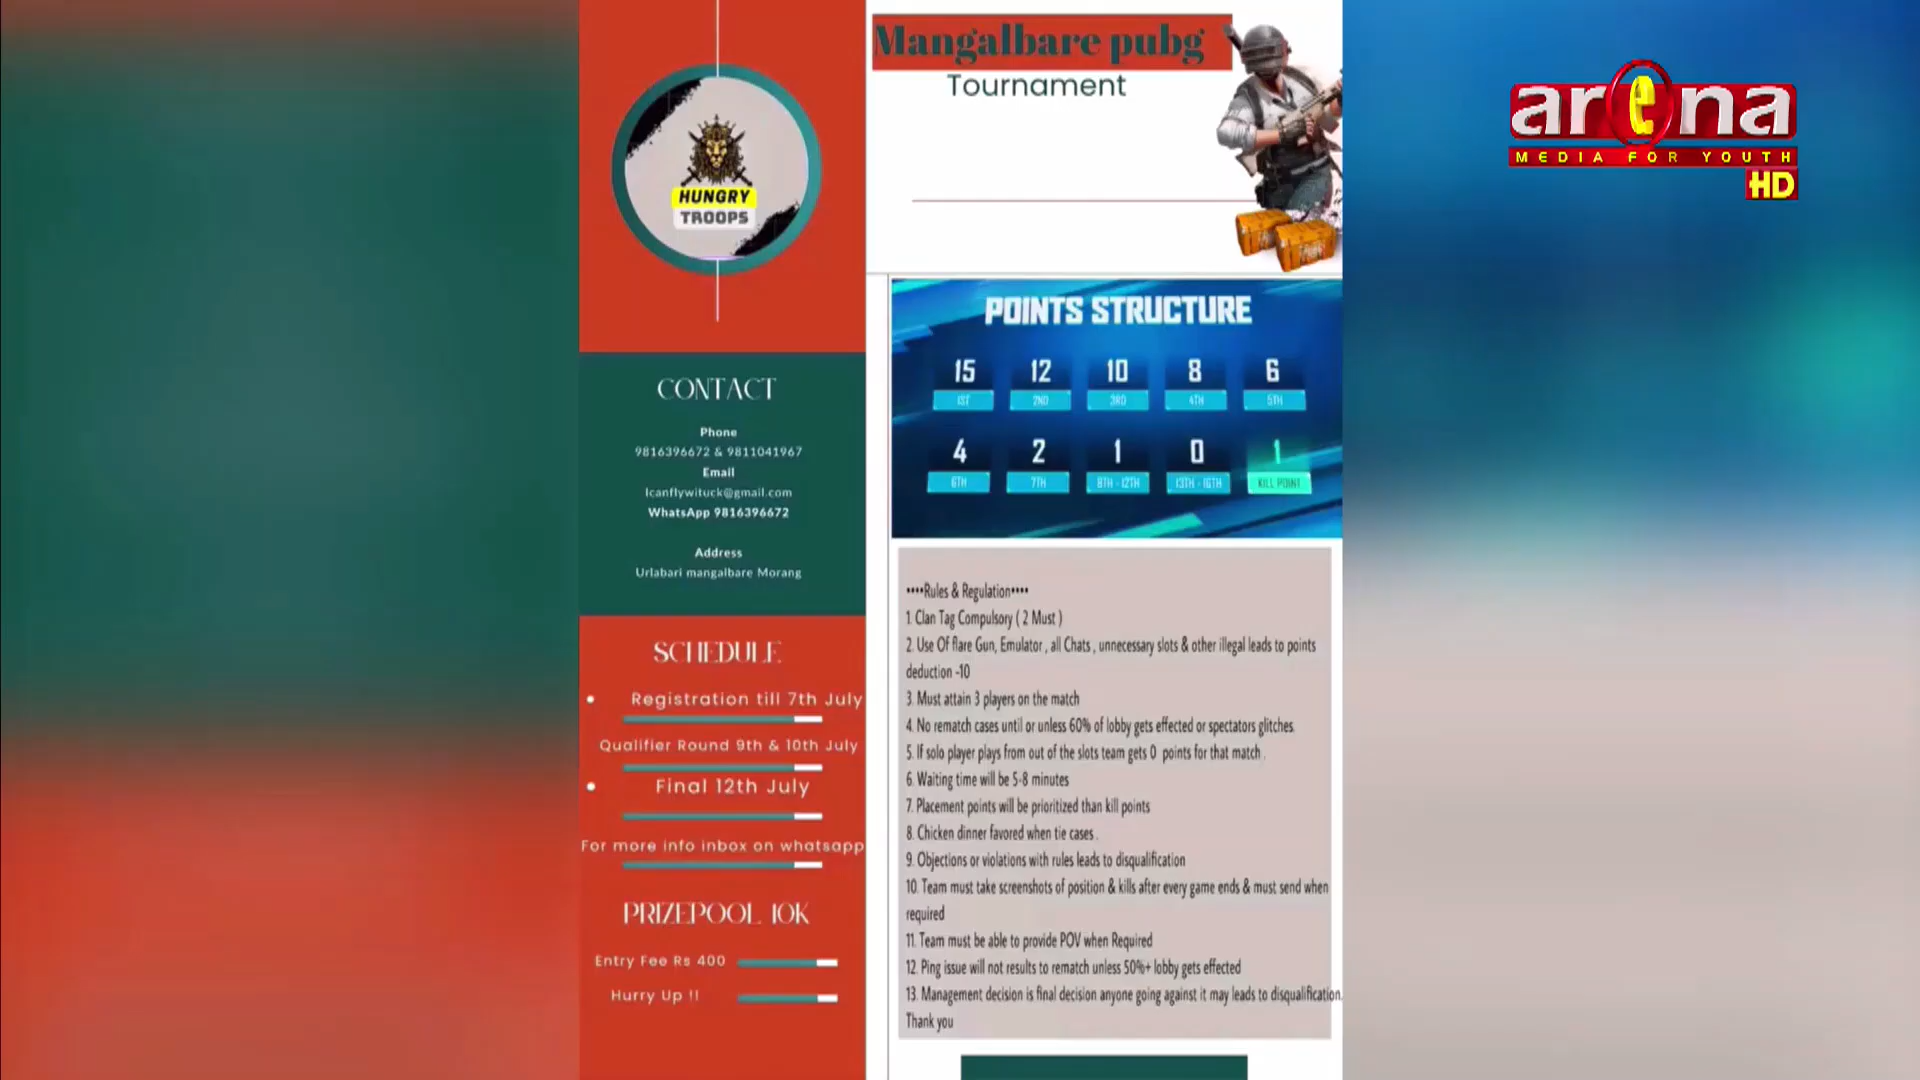 Mangalbare pubg
Tournament
arena
MEDIA FOR YOUTH
HD
HUNGRY
TROOPS
CONTACT
Phone
9816396672 & 9811041967
Email
Icanflywituck@gmail.com
WhatsApp 9816396672
Address
Urlabari mangalbare Morang
SCHEDULE
• Registration till 7th July
Qualifier Round 9th & 10th July
• Final 12th July
For more info inbox on whatsapp
PRIZEPOOL 10K
Entry Fee Rs 400
Hurry Up !!
POINTS STRUCTURE
15 12 10 8 6
1ST 2ND 3RD 4TH 5TH
4 2 1 0 1
6TH 7TH 8TH - 12TH 13TH - 16TH KILL POINT
••••Rules & Regulation••••
1. Clan Tag Compulsory ( 2 Must )
2. Use Of flare Gun, Emulator , all Chats , unnecessary slots & other illegal leads to points
deduction -10
3. Must attain 3 players on the match
4. No rematch cases until or unless 60% of lobby gets effected or spectators glitches.
5. If solo player plays from out of the slots team gets 0 points for that match .
6. Waiting time will be 5-8 minutes
7. Placement points will be prioritized than kill points
8. Chicken dinner favored when tie cases .
9. Objections or violations with rules leads to disqualification
10. Team must take screenshots of position & kills after every game ends & must send when
required
11. Team must be able to provide POV when Required
12. Ping issue will not results to rematch unless 50%+ lobby gets effected
13. Management decision is final decision anyone going against it may leads to disqualification.
Thank you